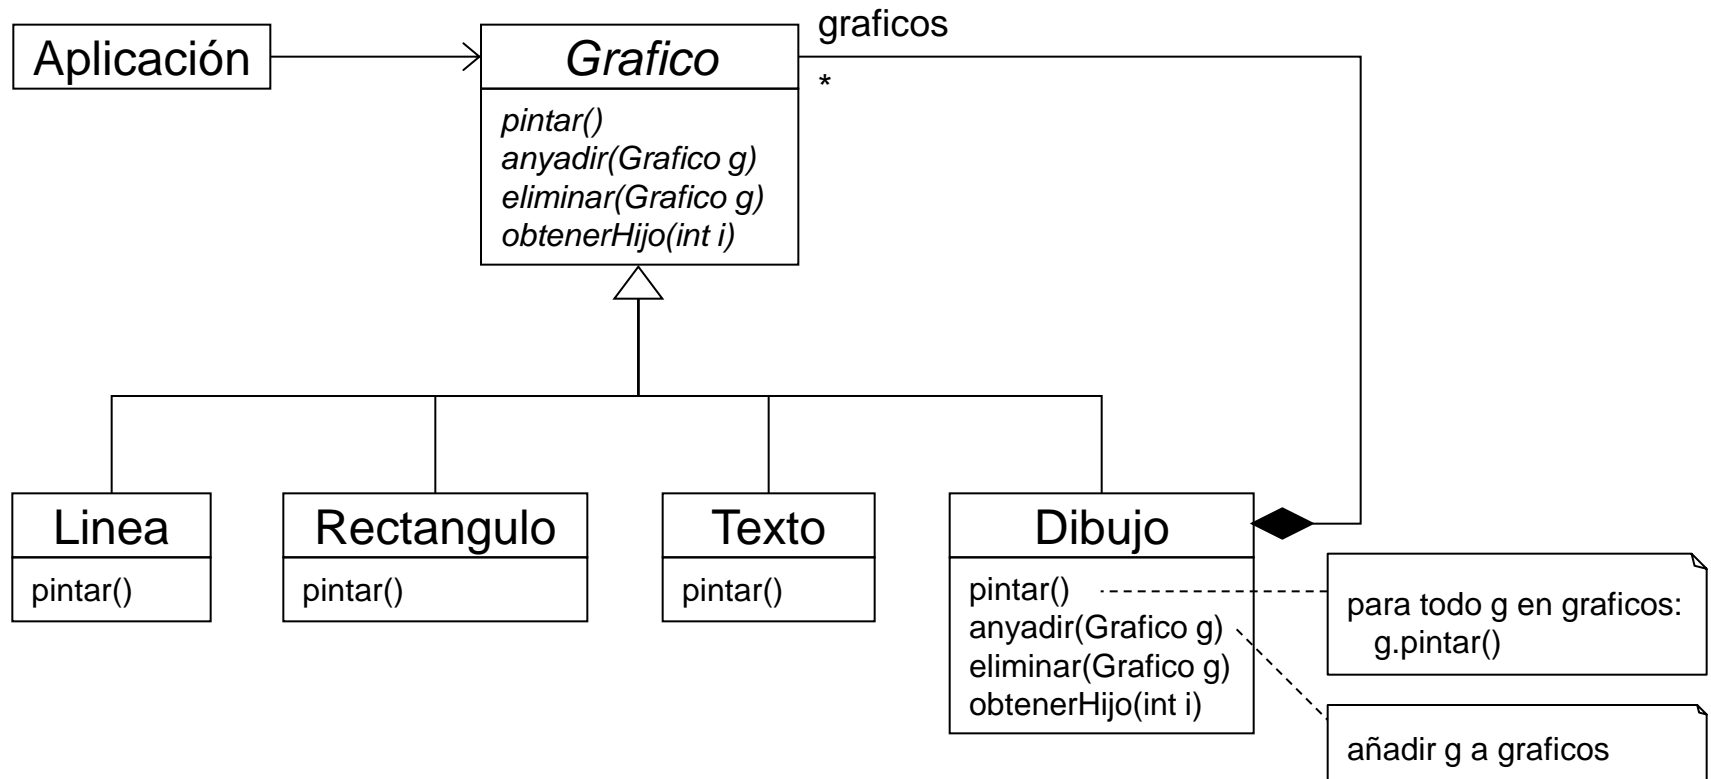 graficos
Aplicación
Grafico
*
pintar()
anyadir(Grafico g)
eliminar(Grafico g)
obtenerHijo(int i)
Linea
pintar()
Rectangulo
pintar()
Texto
pintar()
Dibujo
pintar()
anyadir(Grafico g)
eliminar(Grafico g)
obtenerHijo(int i)
para todo g en graficos:
g.pintar()
añadir g a graficos